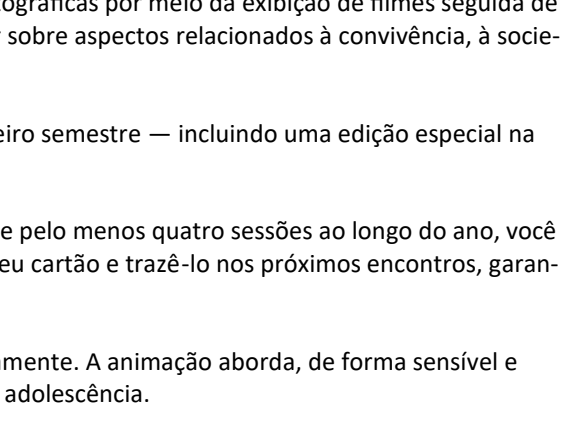 tográficas por meio da exibição de filmes seguida de
sobre aspectos relacionados à convivência, à socie-
eiro semestre — incluindo uma edição especial na
e pelo menos quatro sessões ao longo do ano, você
eu cartão e trazê-lo nos próximos encontros, garan-
mente. A animação aborda, de forma sensível e
adolescência.